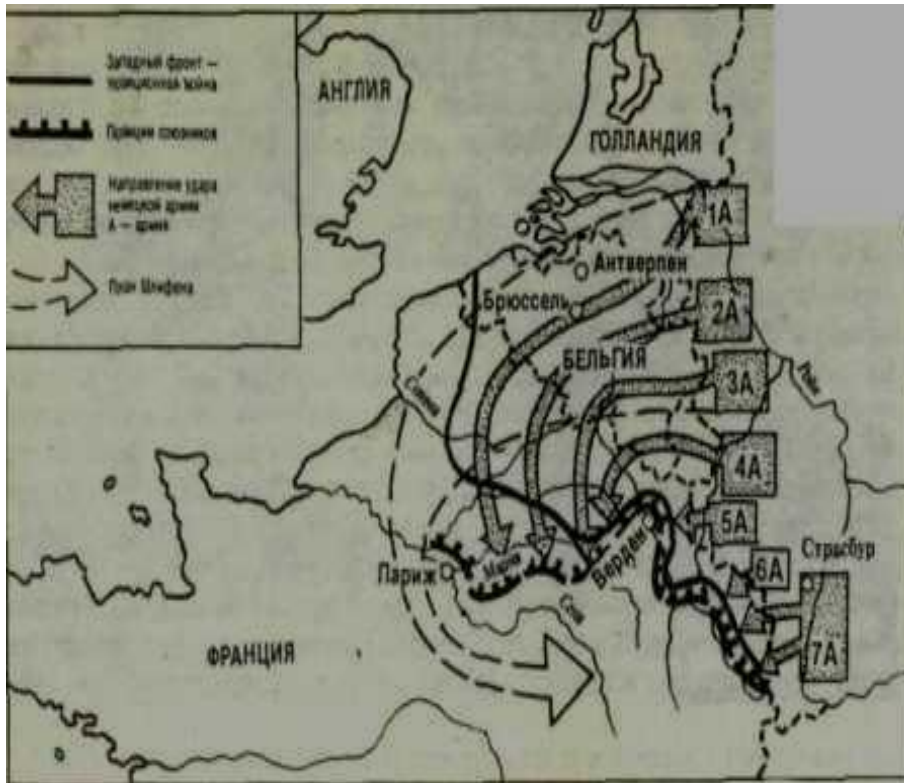 Западный фронт –
позиционная война
Позиции союзников
Направление удара
немецкой армии
А – армия
План Шлифена
АНГЛИЯ
ГОЛЛАНДИЯ
1А
Антверпен
Брюссель
2А
БЕЛЬГИЯ
3А
Рейн
Сомма
4А
5А
Страсбур
Верден
6А
Париж
Марна
7А
ФРАНЦИЯ